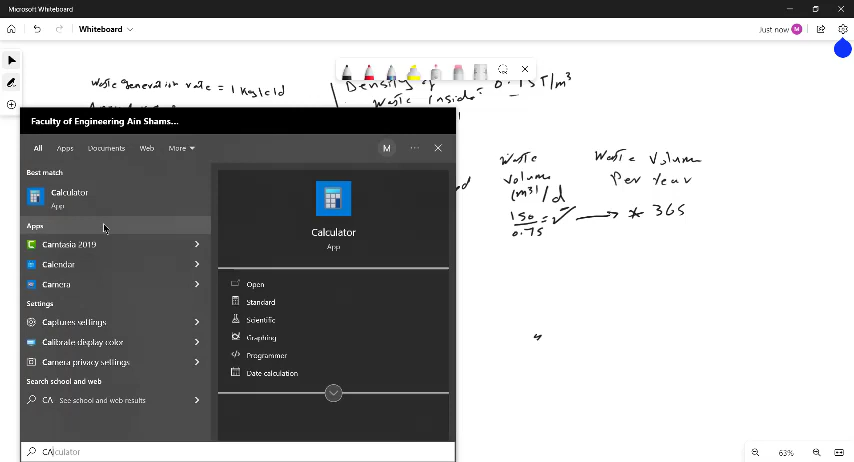 Microsoft Whiteboard
Whiteboard
Just now M
Waste generation rate = 1 kg/c/d
Density of
Waste Inside =
T/m³
Faculty of Engineering Ain Shams...
All Apps Documents Web More
M
Best match
Calculator
App
Apps
Camtasia 2019
Calendar
Camera
Settings
Captures settings
Calibrate display color
Camera privacy settings
Search school and web
CA See school and web results
CAlculator
Calculator
App
Open
Standard
Scientific
Graphing
Programmer
Date calculation
Waste
volume
(m³)/d
150/0.75 = ✓ → * 365
Waste Volume
Per Year
"
63%